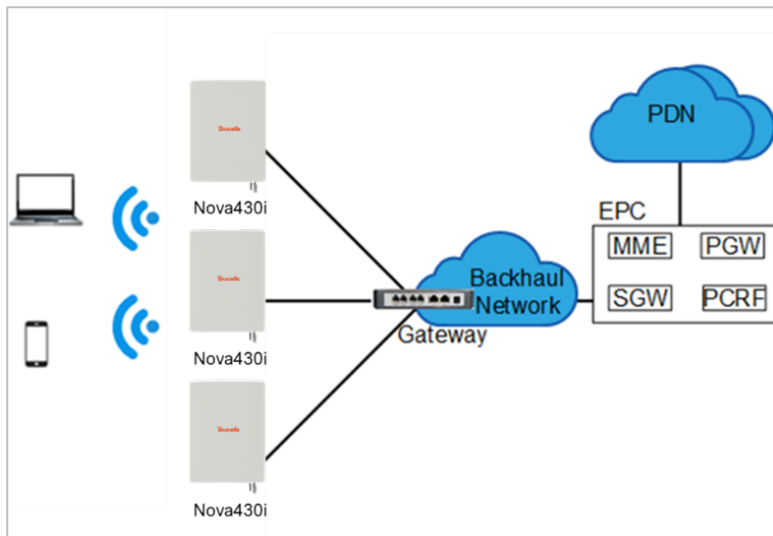 Nova430i
Nova430i
Nova430i
Gateway
Backhaul
Network
PDN
EPC
MME
PGW
SGW
PCRF